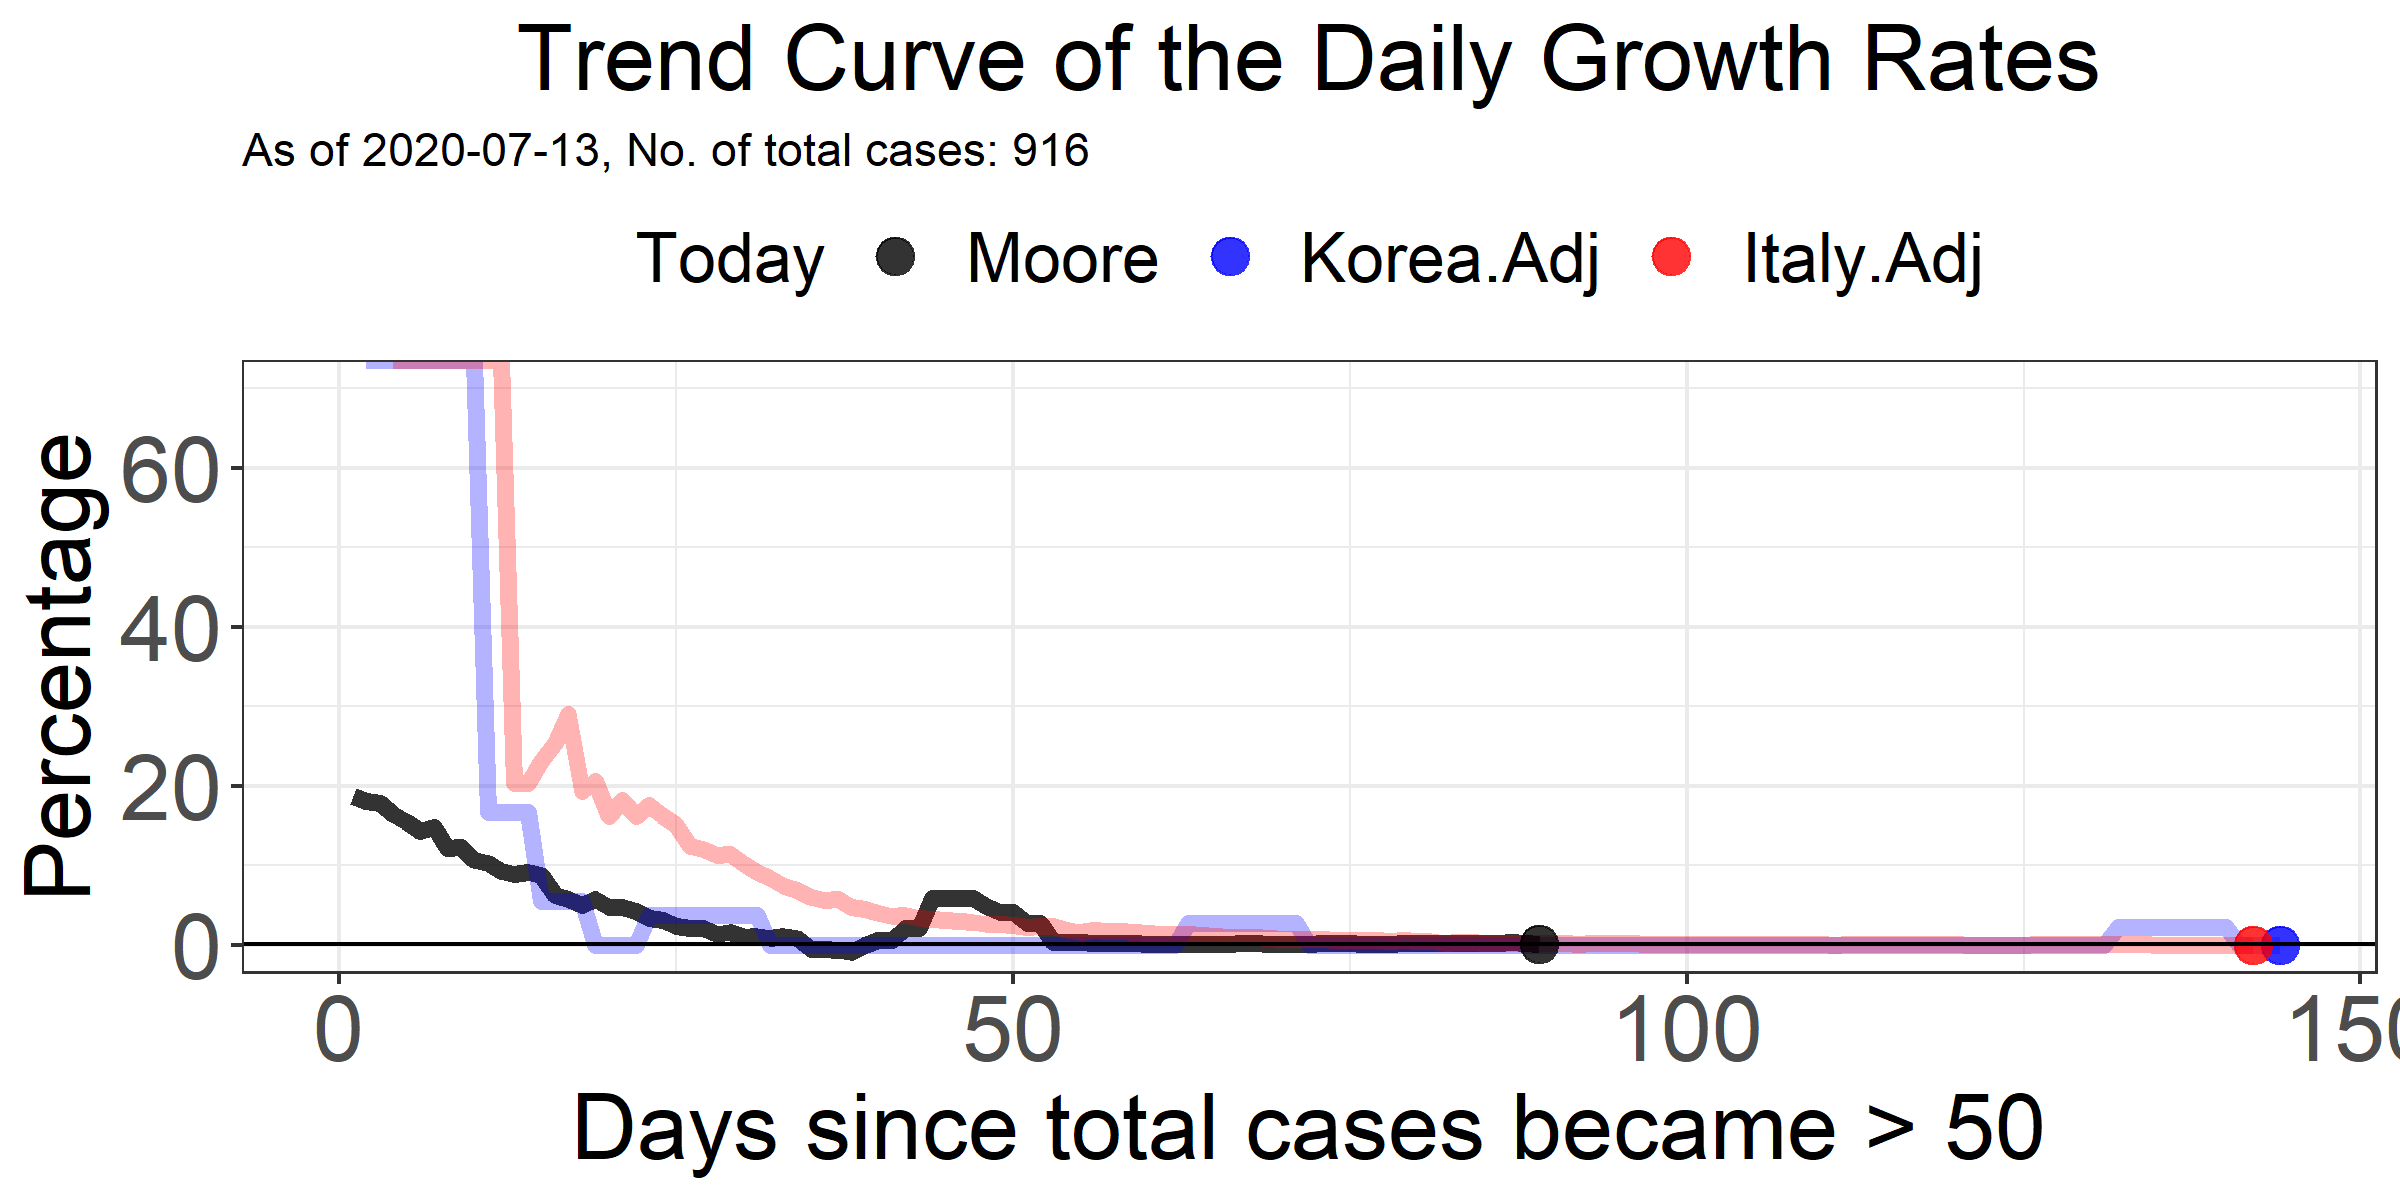 Trend Curve of the Daily Growth Rates
As of 2020-07-13, No. of total cases: 916
Today Moore Korea.Adj Italy.Adj
Percentage
60
40
20
0
0 50 100 150
Days since total cases became > 50